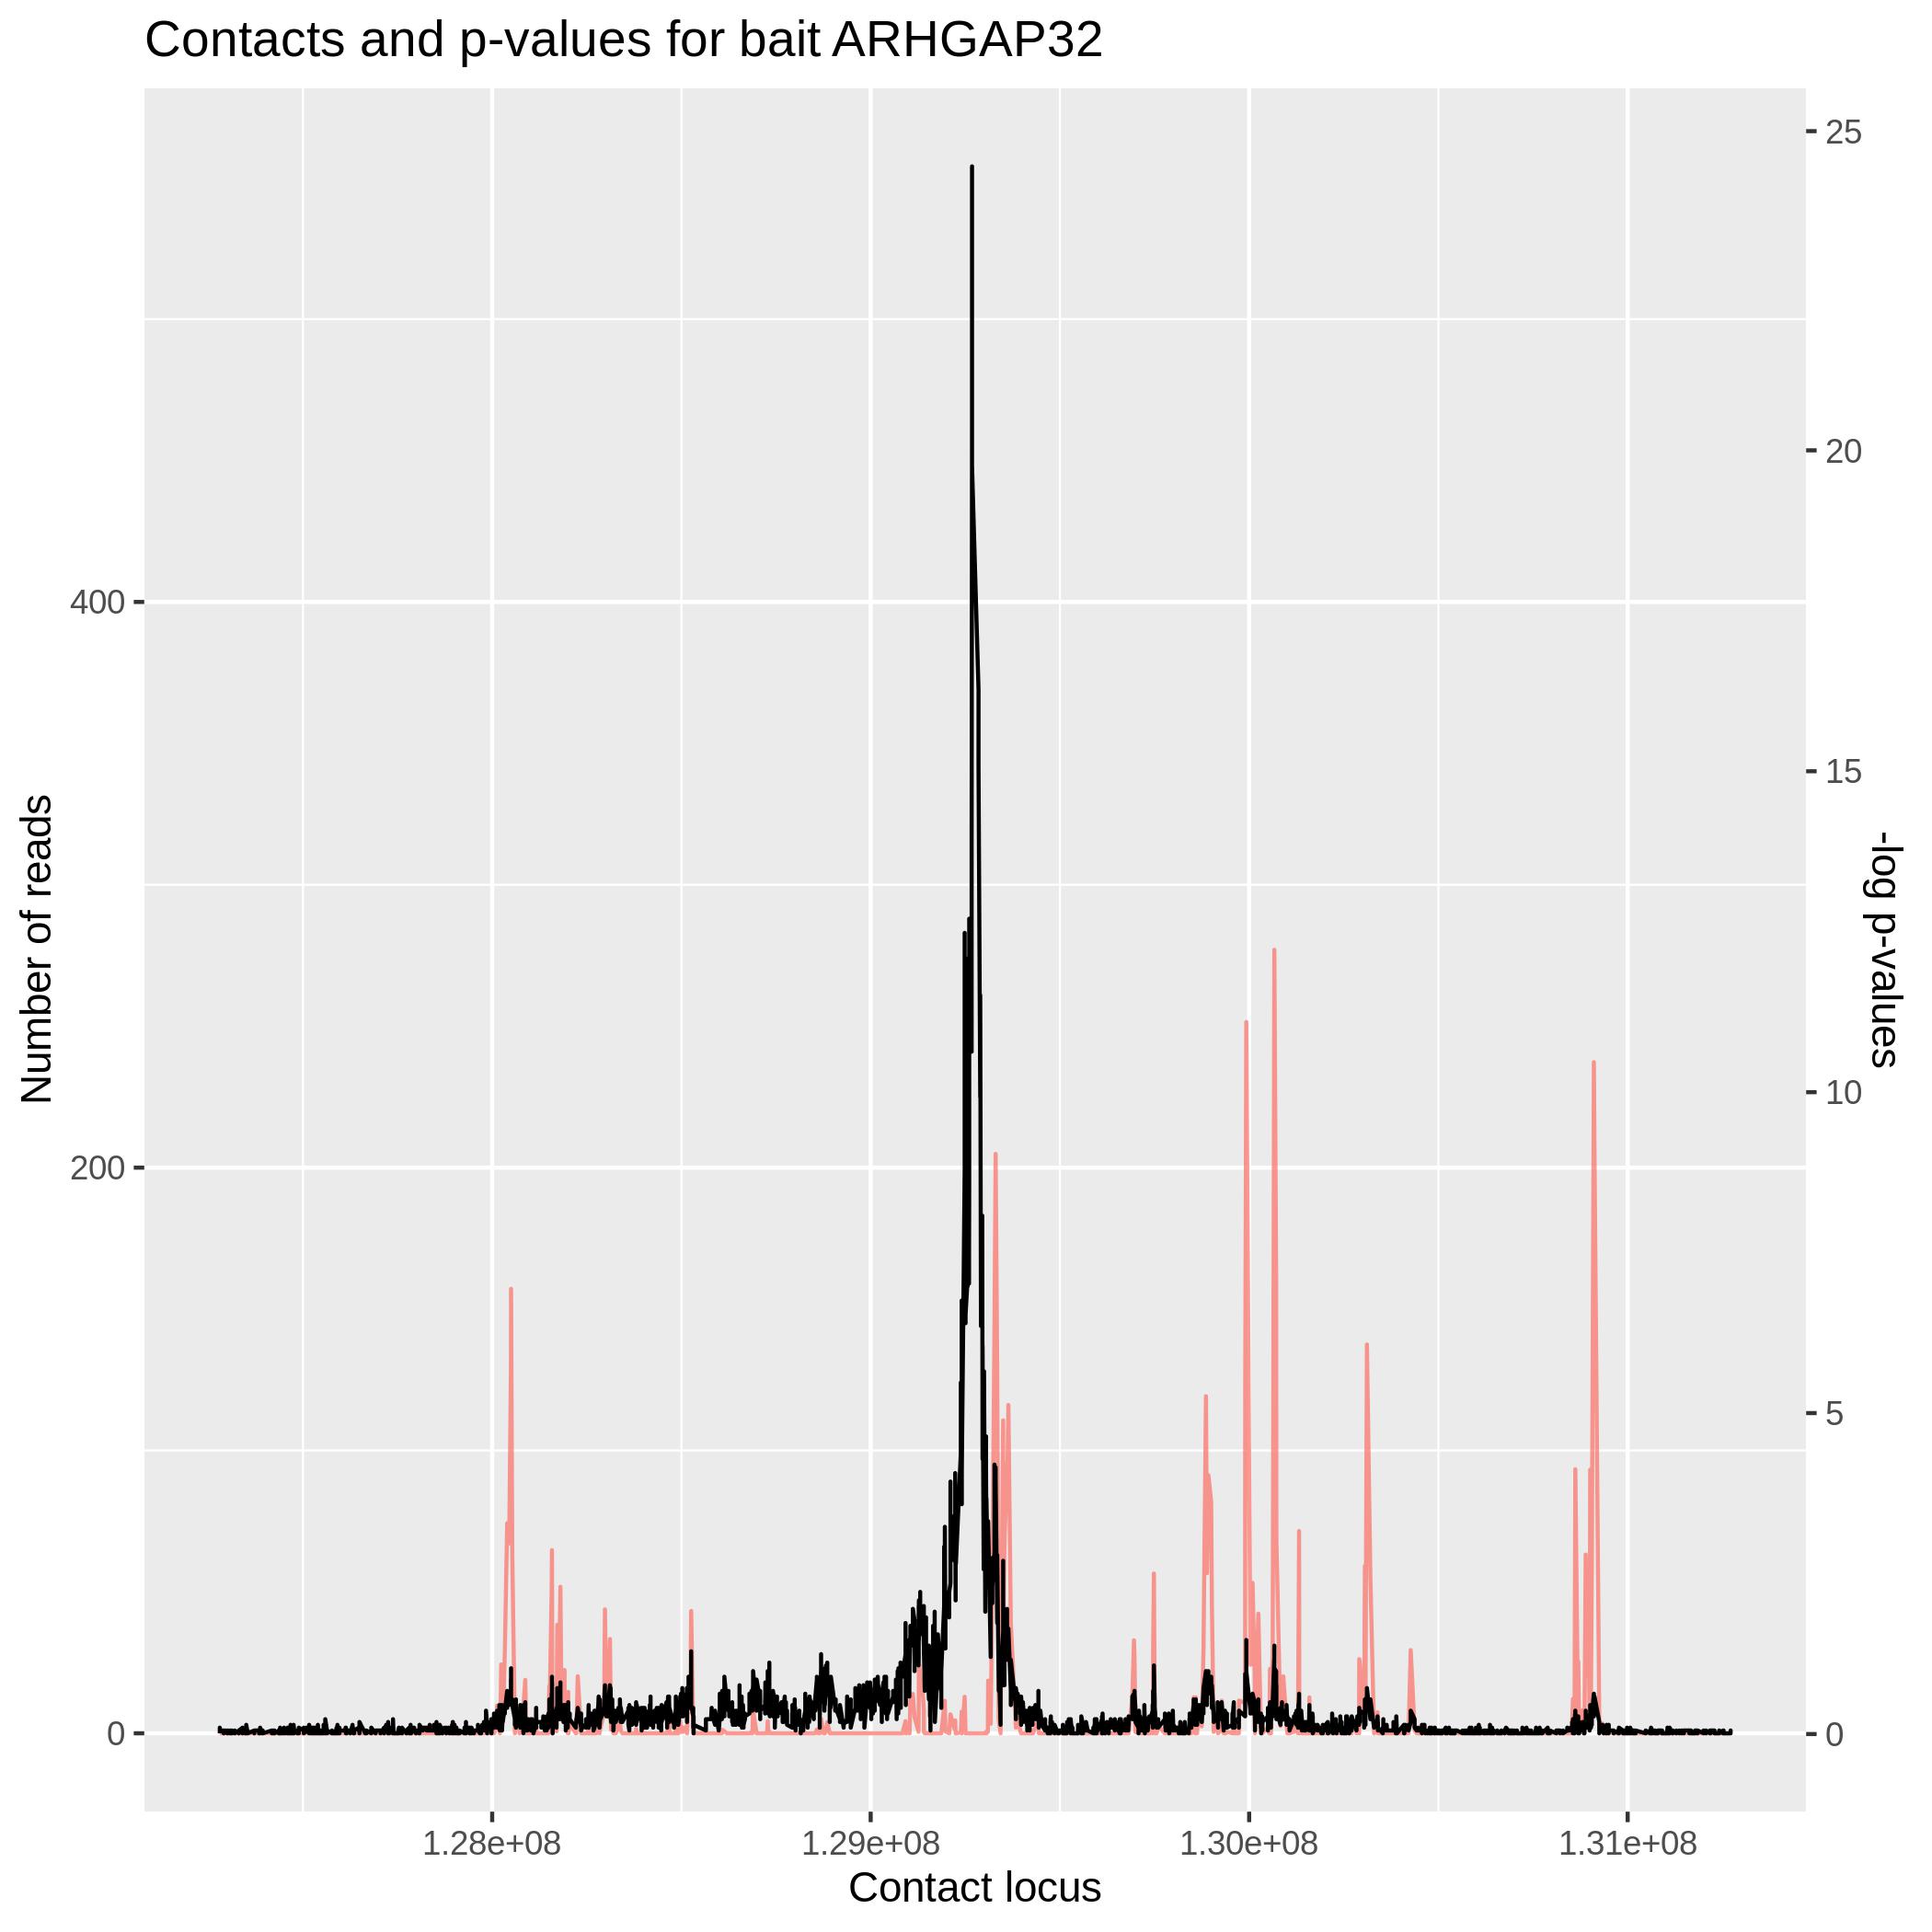 Contacts and p-values for bait ARHGAP32
Number of reads
400
200
0
25
20
15
10
5
0
-log p-values
1.28e+08
1.29e+08
1.30e+08
1.31e+08
Contact locus